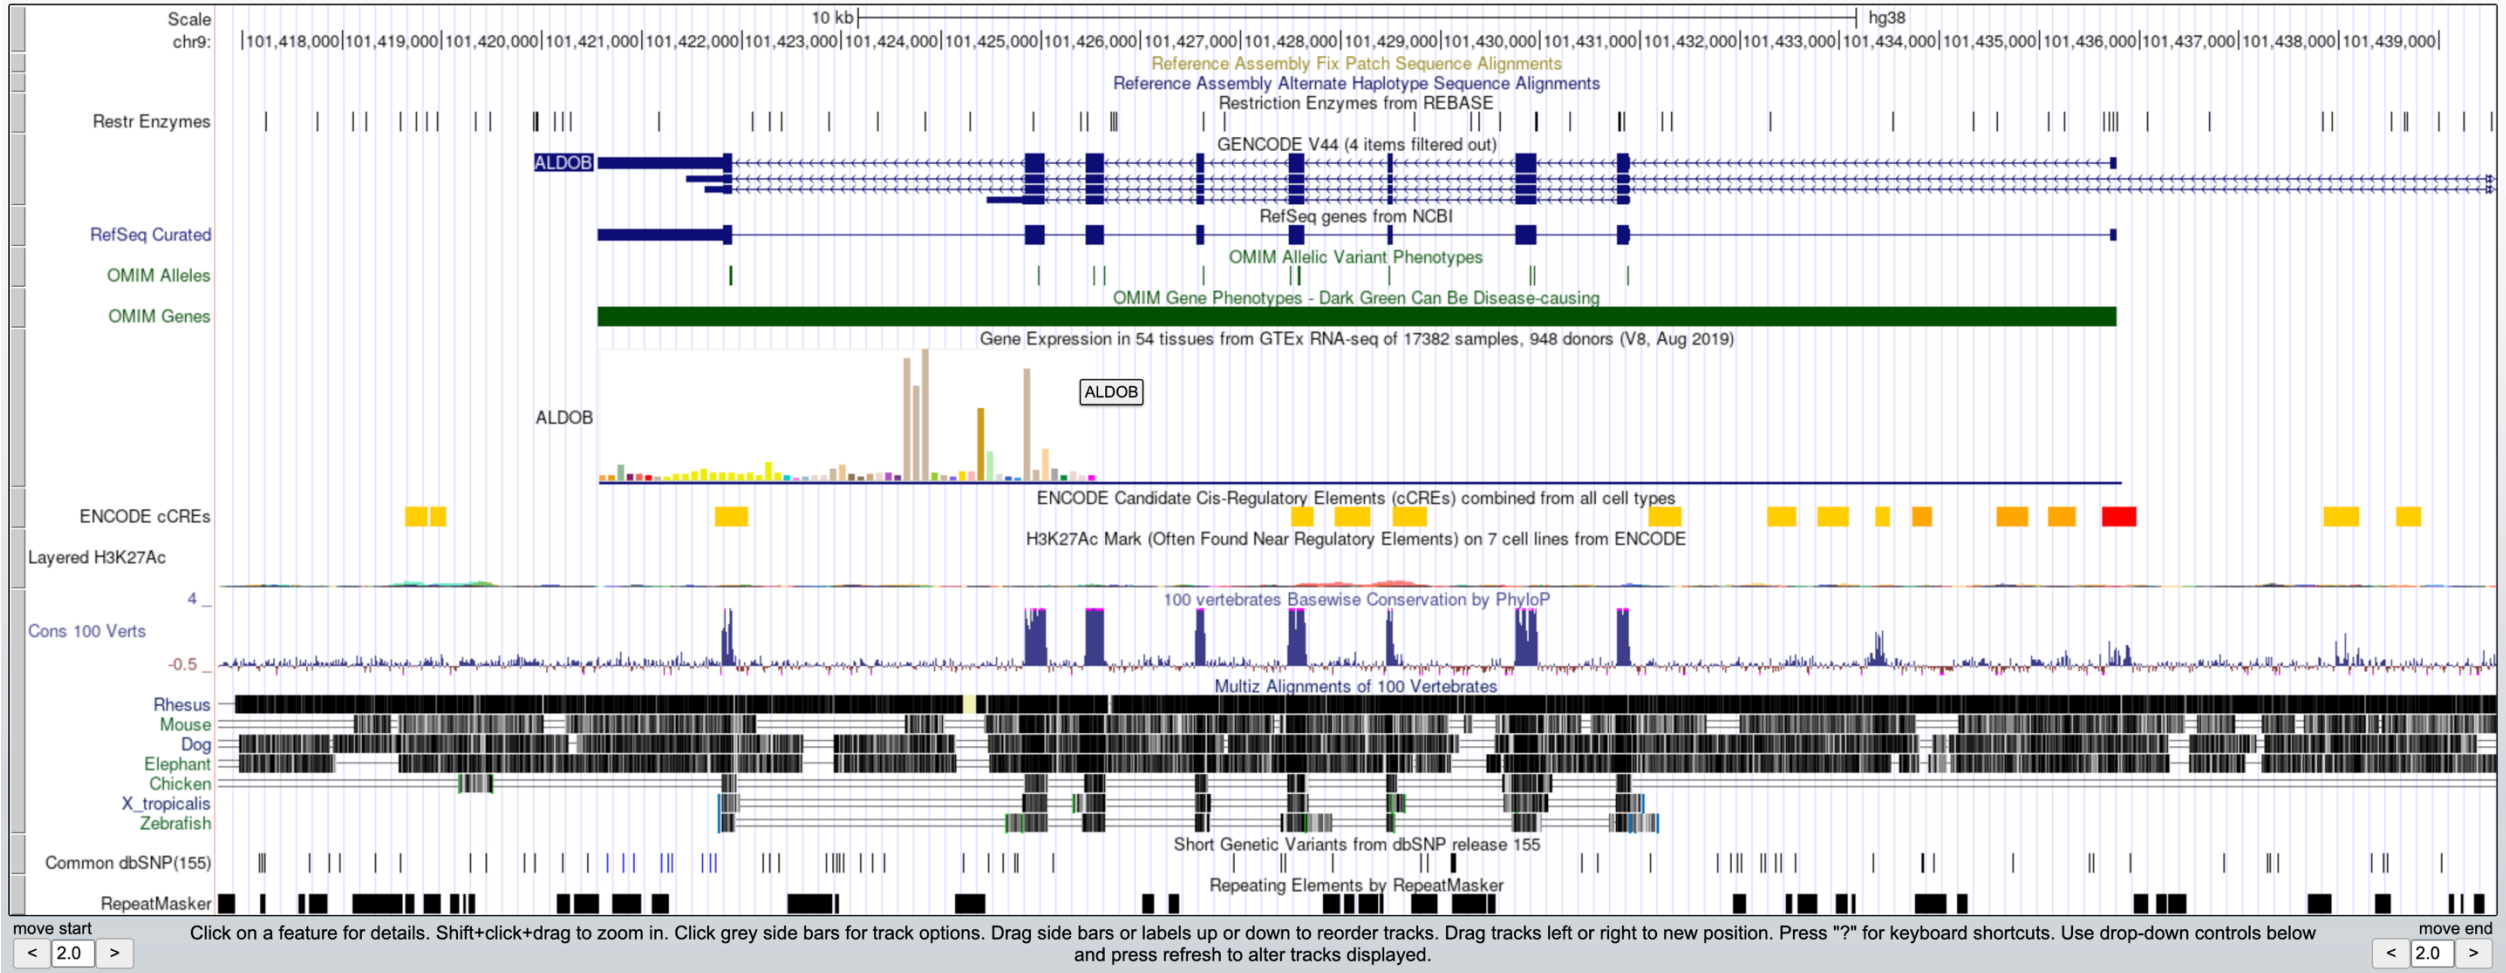 Scale 10 kb hg38
chr9: 101,418,000 101,419,000 101,420,000 101,421,000 101,422,000 101,423,000 101,424,000 101,425,000 101,426,000 101,427,000 101,428,000 101,429,000 101,430,000 101,431,000 101,432,000 101,433,000 101,434,000 101,435,000 101,436,000 101,437,000 101,438,000 101,439,000
Reference Assembly Fix Patch Sequence Alignments
Reference Assembly Alternate Haplotype Sequence Alignments
Restriction Enzymes from REBASE
Restr Enzymes
GENCODE V44 (4 items filtered out)
ALDOB
RefSeq genes from NCBI
RefSeq Curated
OMIM Allelic Variant Phenotypes
OMIM Alleles
OMIM Gene Phenotypes - Dark Green Can Be Disease-causing
OMIM Genes
Gene Expression in 54 tissues from GTEx RNA-seq of 17382 samples, 948 donors (V8, Aug 2019)
ALDOB
ALDOB
ENCODE Candidate Cis-Regulatory Elements (cCREs) combined from all cell types
ENCODE cCREs
H3K27Ac Mark (Often Found Near Regulatory Elements) on 7 cell lines from ENCODE
Layered H3K27Ac
4 _
100 vertebrates Basewise Conservation by PhyloP
Cons 100 Verts
-0.5 _
Multiz Alignments of 100 Vertebrates
Rhesus
Mouse
Dog
Elephant
Chicken
X_tropicalis
Zebrafish
Short Genetic Variants from dbSNP release 155
Common dbSNP(155)
Repeating Elements by RepeatMasker
RepeatMasker
move start
< 2.0 >
Click on a feature for details. Shift+click+drag to zoom in. Click grey side bars for track options. Drag side bars or labels up or down to reorder tracks. Drag tracks left or right to new position. Press "?" for keyboard shortcuts. Use drop-down controls below
and press refresh to alter tracks displayed.
move end
< 2.0 >